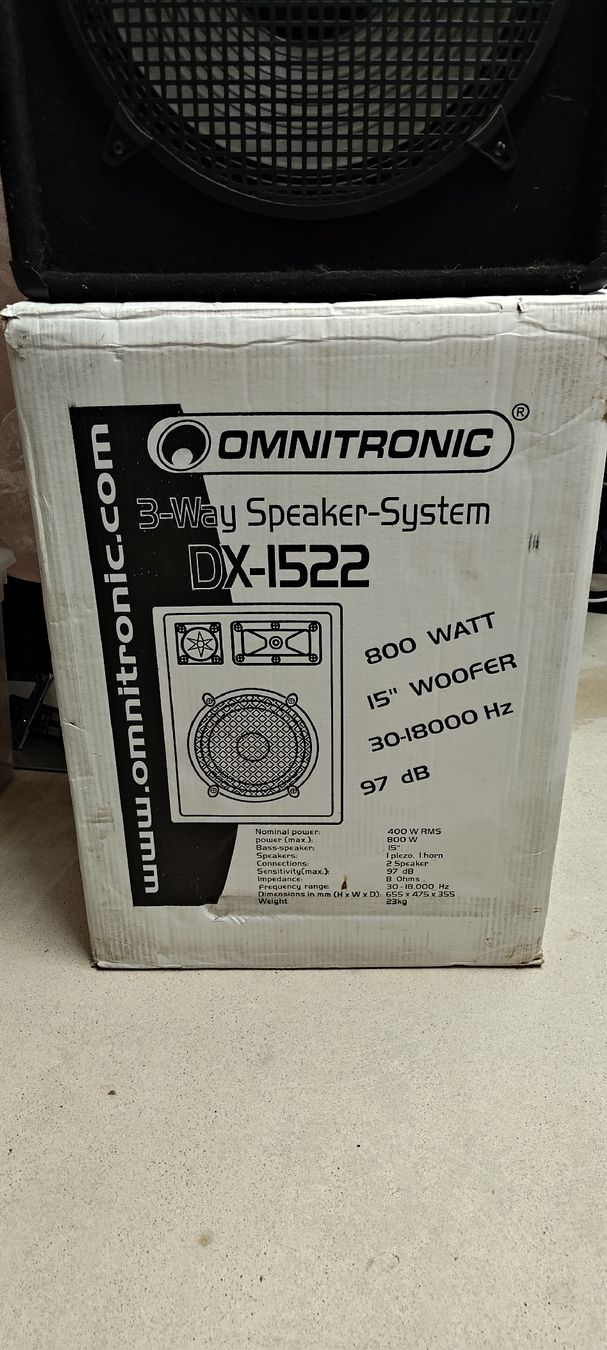 www.omnitronic.com
OMNITRONIC ®
3-Way Speaker-System
DX-1522
800 WATT
15" WOOFER
30-18000 Hz
97 dB
Nominal power: 400 W RMS
power (max.): 800 W
Bass-speaker: 15"
Speakers: 1 piezo, 1 horn
Connections: 2 Speaker
Sensitivity(max.): 97 dB
Impedance: 8 Ohms
Frequency range: 30 - 18.000 Hz
Dimensions in mm (H x W x D): 655 x 475 x 355
Weight 23kg